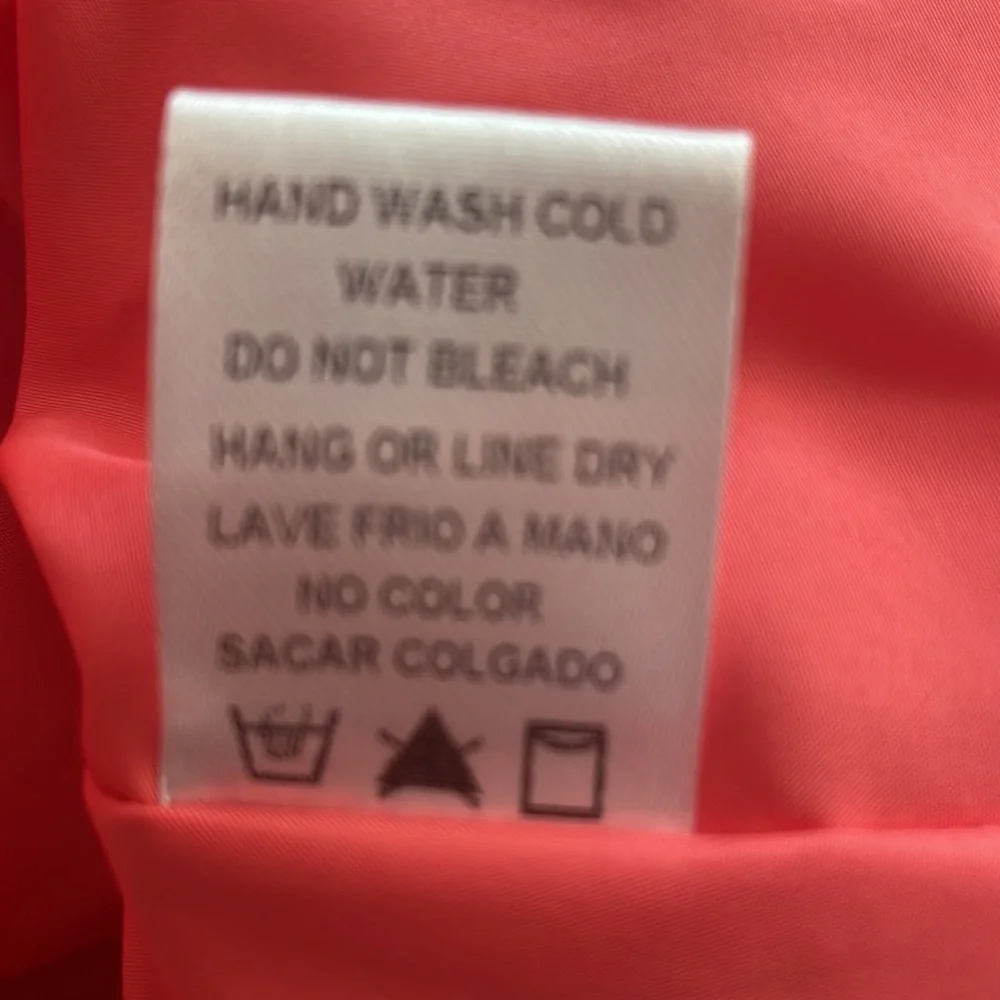 HAND WASH COLD
WATER
DO NOT BLEACH
HANG OR LINE DRY
LAVE FRIO A MANO
NO COLOR
SACAR COLGADO